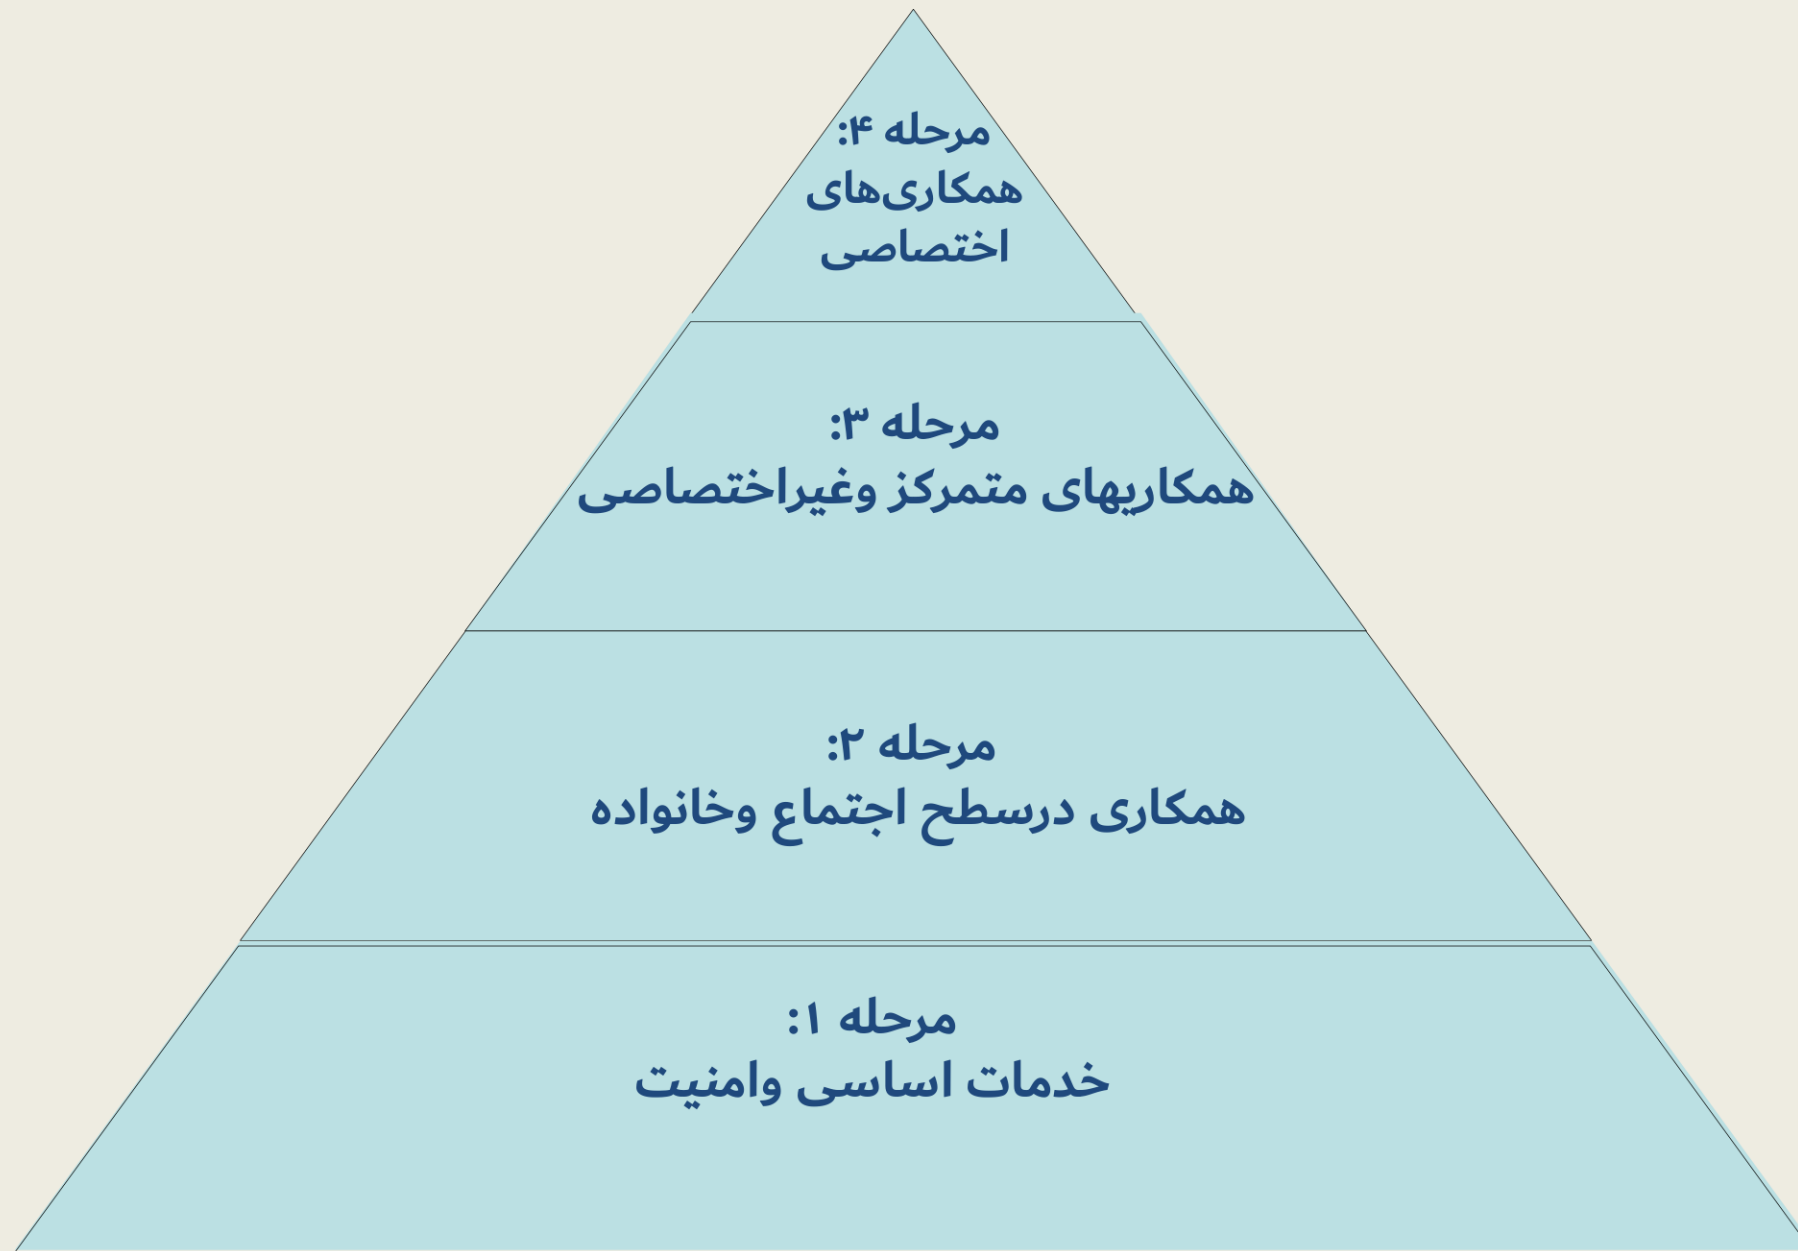 مرحله ۴:
همکاری‌های
اختصاصی
مرحله ۳:
همکاریهای متمرکز وغیراختصاصی
مرحله ۲:
همکاری درسطح اجتماع وخانواده
مرحله ۱:
خدمات اساسی وامنیت